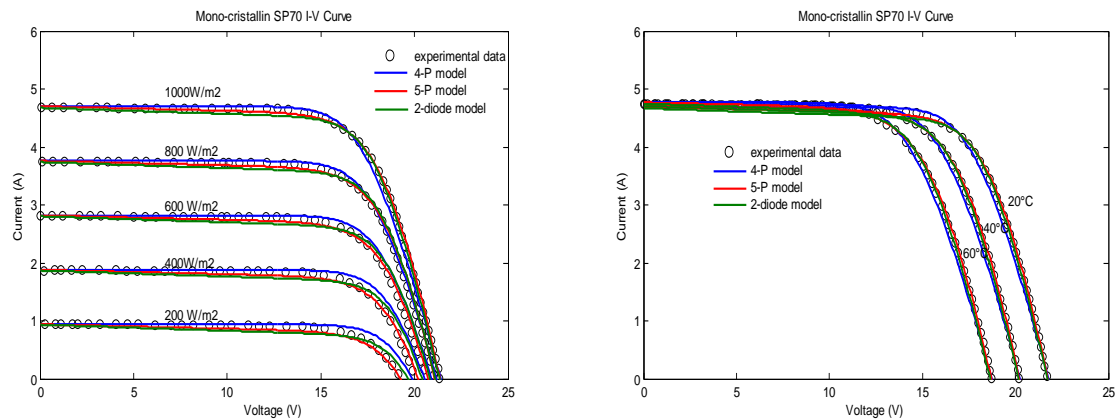 Mono-cristallin SP70 I-V Curve
6
5
4
3
2
1
0
Current (A)
experimental data
4-P model
5-P model
2-diode model
1000W/m2
800 W/m2
600 W/m2
400W/m2
200 W/m2
0 5 10 15 20 25
Voltage (V)
Mono-cristallin SP70 I-V Curve
6
5
4
3
2
1
0
Current (A)
experimental data
4-P model
5-P model
2-diode model
20°C
40°C
60°C
0 5 10 15 20 25
Voltage (V)